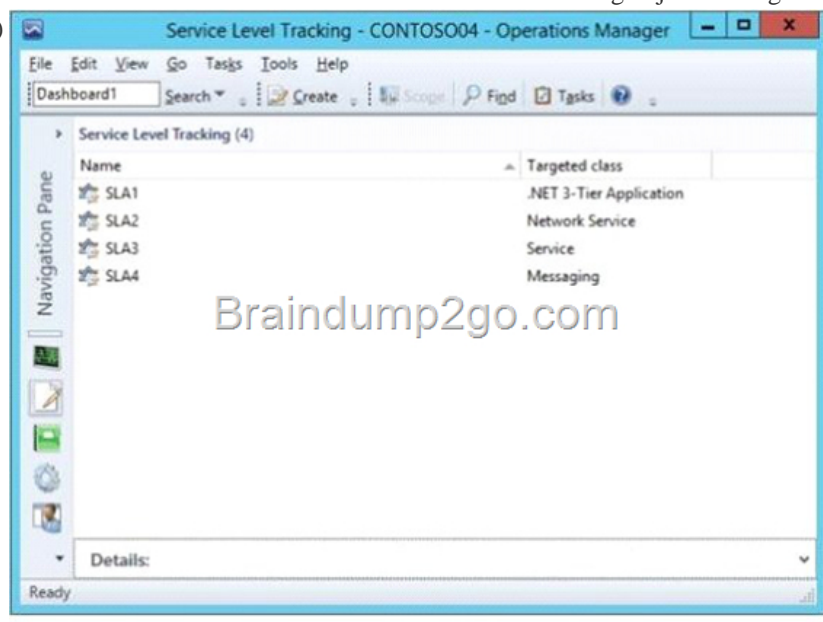 Service Level Tracking - CONTOSO04 - Operations Manager
File Edit View Go Tasks Tools Help
Dashboard1 Search Create Scope Find Tasks
Service Level Tracking (4)
Name Targeted class
SLA1 .NET 3-Tier Application
SLA2 Network Service
SLA3 Service
SLA4 Messaging
Navigation Pane
Braindump2go.com
Details:
Ready